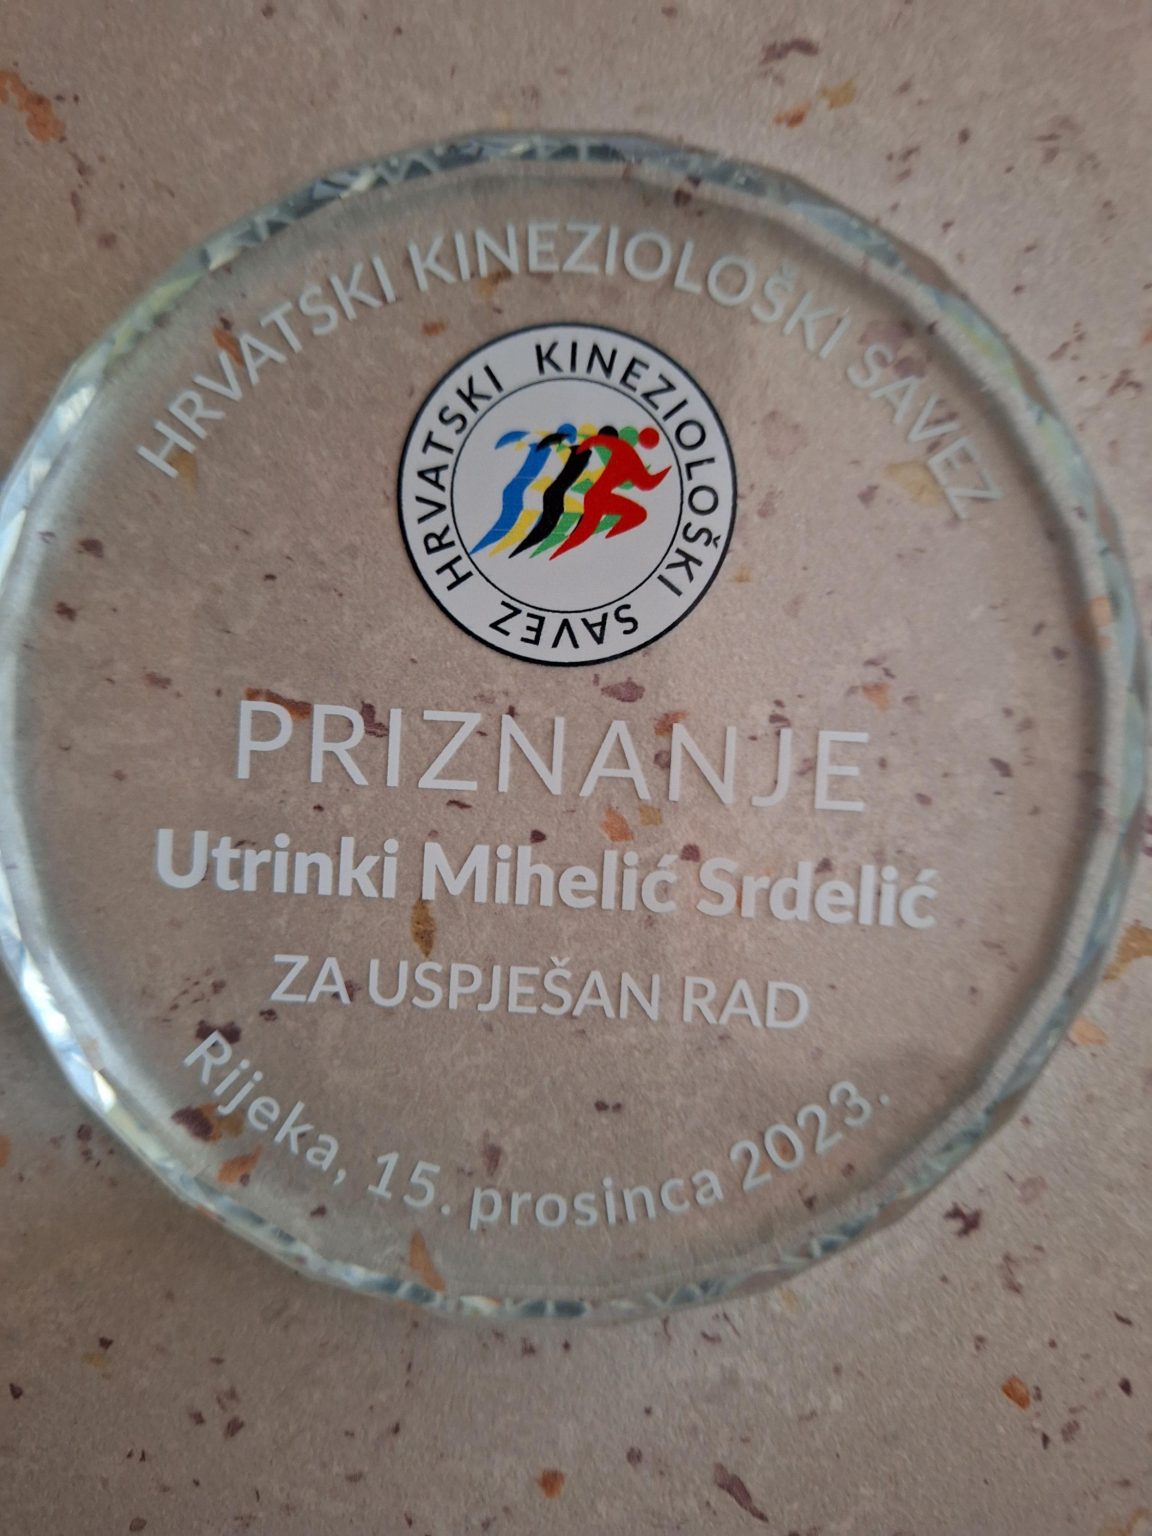 HRVATSKI KINEZIOLOŠKI SAVEZ
HRVATSKI KINEZIOLOŠKI SAVEZ
PRIZNANJE
Utrinki Mihelić Srdelić
ZA USPJEŠAN RAD
Rijeka, 15. prosinca 2023.